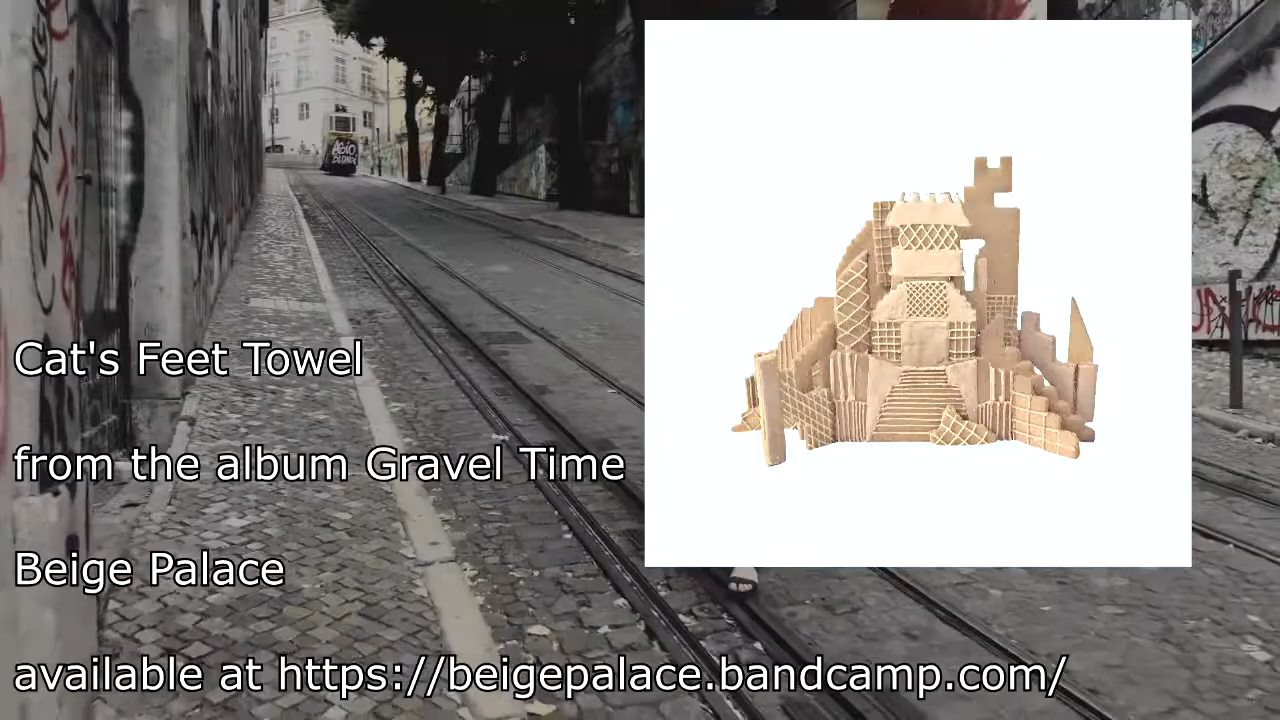 Cat's Feet Towel
from the album Gravel Time
Beige Palace
available at https://beigepalace.bandcamp.com/